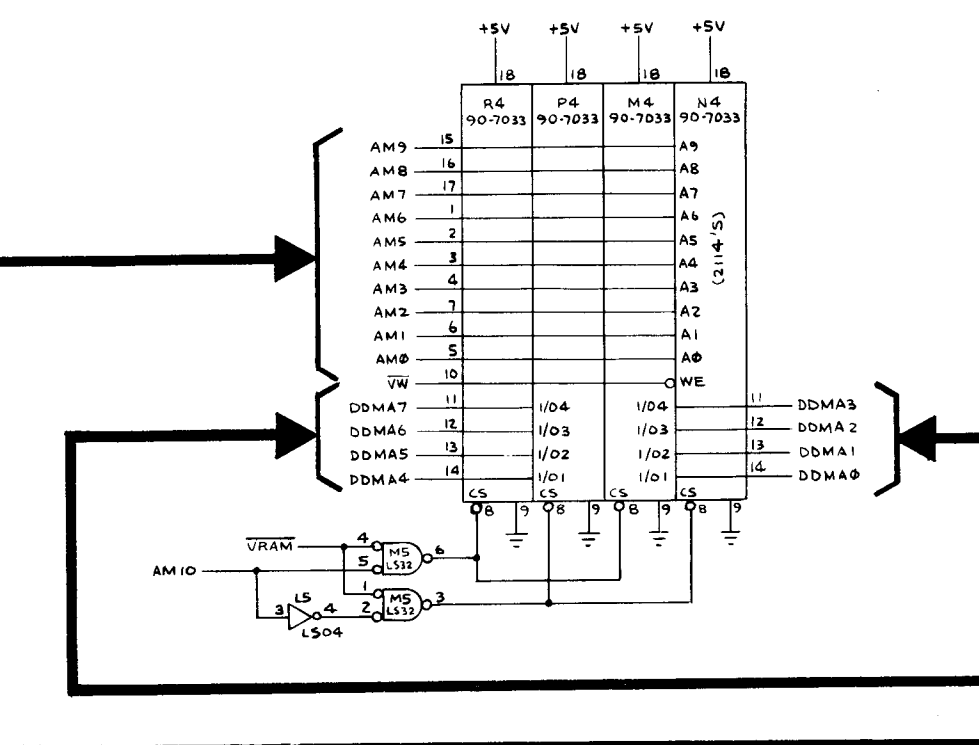 +5V +5V +5V +5V
18 18 18 18
R4 P4 M4 N4
90-7033 90-7033 90-7033 90-7033
AM9 15 A9
AM8 16 A8
AM7 17 A7
AM6 1 A6
AM5 2 A5
AM4 3 A4
AM3 4 A3
AM2 7 A2
AM1 6 A1
AMØ 5 AØ
(2114'S)
VW 10 WE
DDMA7 11 I/O4 I/O4 11 DDMA3
DDMA6 12 I/O3 I/O3 12 DDMA2
DDMA5 13 I/O2 I/O2 13 DDMA1
DDMA4 14 I/O1 I/O1 14 DDMAØ
CS CS CS CS
8 9 8 9 8 9 8 9
VRAM 4 M5 6
AM10 5 LS32
1 M5 3
L5 2 LS32
3 4
LS04